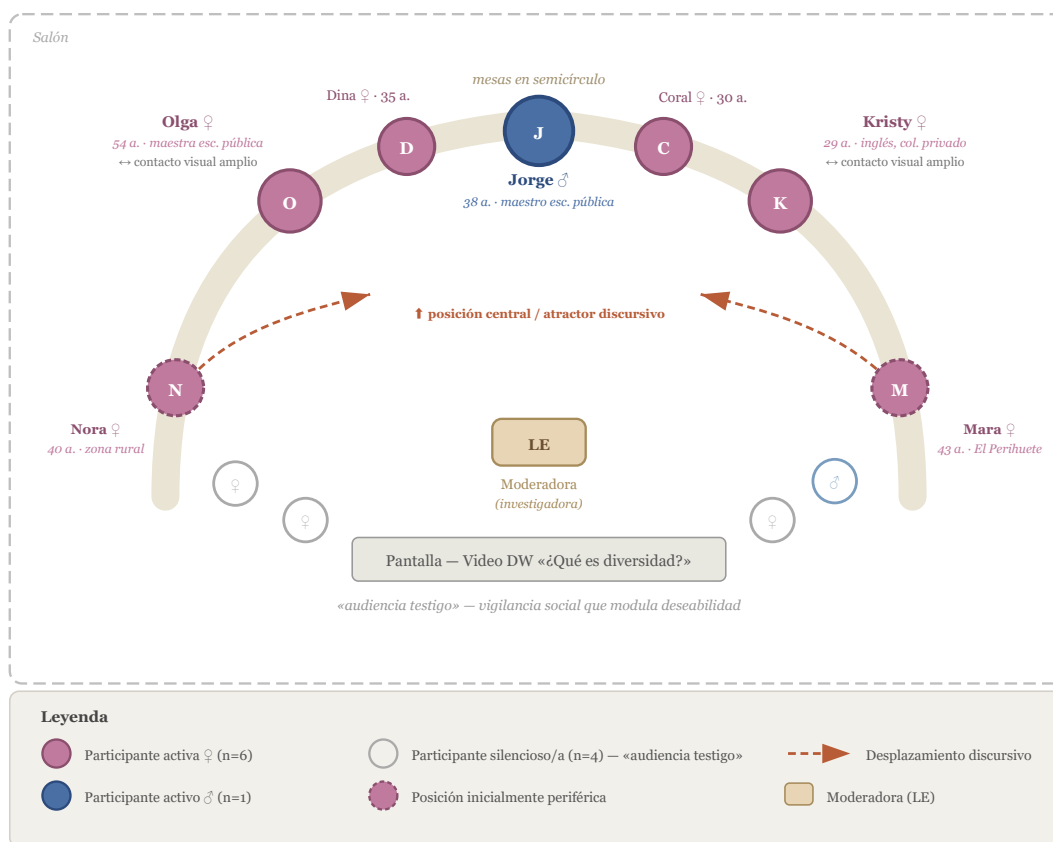 Salón
mesas en semicírculo
Dina ♀ · 35 a.
Coral ♀ · 30 a.
Olga ♀
54 a. · maestra esc. pública
↔ contacto visual amplio
Kristy ♀
29 a. · inglés, col. privado
↔ contacto visual amplio
D
J
C
O
K
Jorge ♂
38 a. · maestro esc. pública
⬆ posición central / atractor discursivo
N
M
Nora ♀
40 a. · zona rural
Mara ♀
43 a. · El Perihuete
LE
Moderadora
(investigadora)
♀
♀
♀
♂
Pantalla — Video DW «¿Qué es diversidad?»
«audiencia testigo» — vigilancia social que modula deseabilidad
Leyenda
Participante activa ♀ (n=6)
Participante silencioso/a (n=4) — «audiencia testigo»
Desplazamiento discursivo
Participante activo ♂ (n=1)
Posición inicialmente periférica
Moderadora (LE)